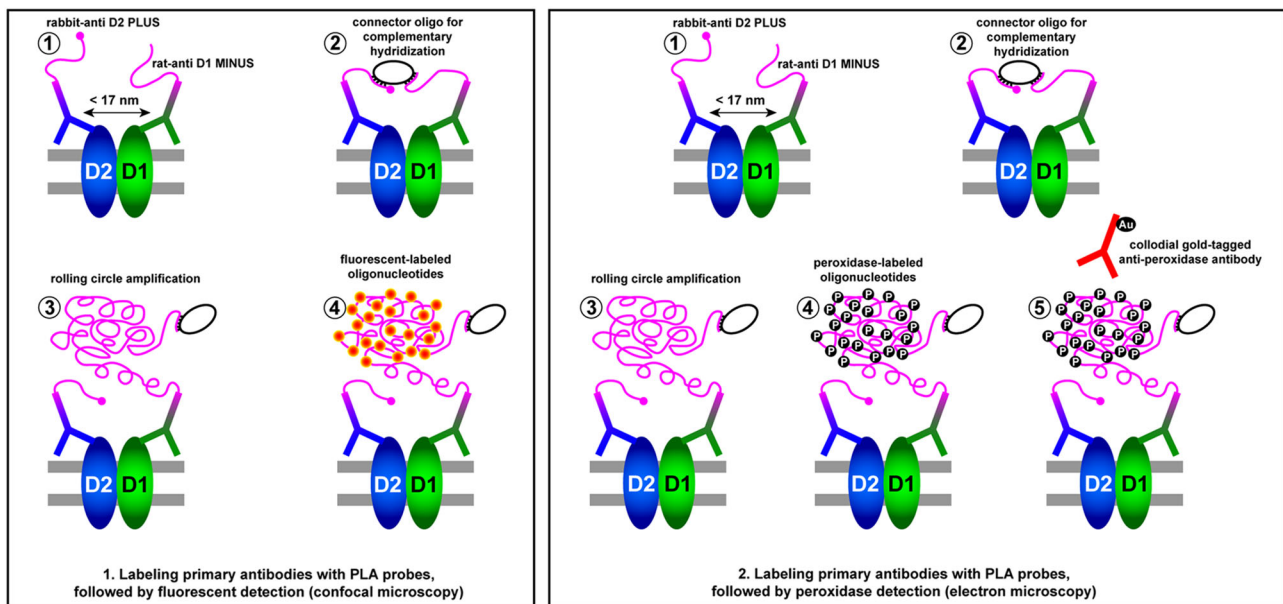 rabbit-anti D2 PLUS
1
rat-anti D1 MINUS
< 17 nm
D2 D1
connector oligo for
complementary
hydridization
2
D2 D1
rolling circle amplification
3
D2 D1
fluorescent-labeled
oligonucleotides
4
D2 D1
1. Labeling primary antibodies with PLA probes,
followed by fluorescent detection (confocal microscopy)
rabbit-anti D2 PLUS
1
rat-anti D1 MINUS
< 17 nm
D2 D1
connector oligo for
complementary
hydridization
2
D2 D1
rolling circle amplification
3
D2 D1
peroxidase-labeled
oligonucleotides
4
P P P P P P P P P P P P P P P P P P P P P P
D2 D1
Au
collodial gold-tagged
anti-peroxidase antibody
5
P P P P P P P P P P P P P P P P P P P P P P
D2 D1
2. Labeling primary antibodies with PLA probes,
followed by peroxidase detection (electron microscopy)